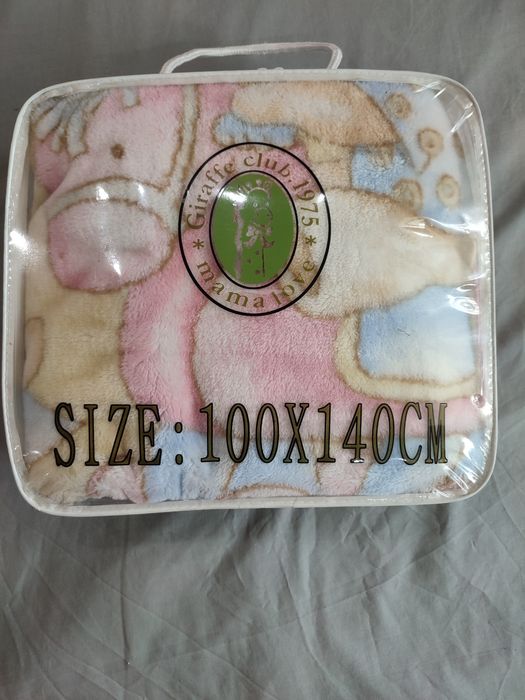 * Giraffe club.1975 *
mama love
SIZE:100X140CM